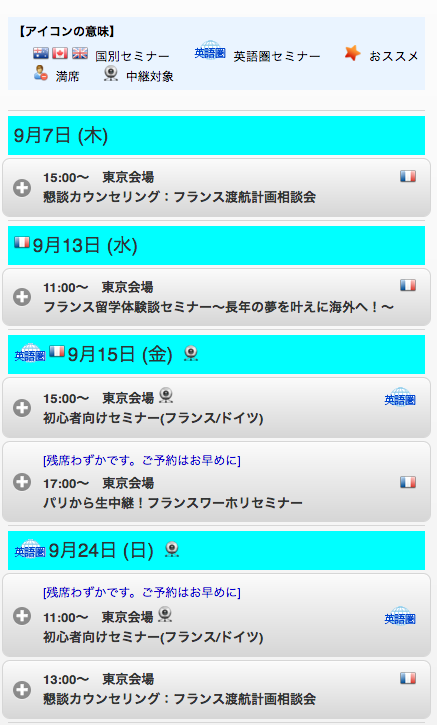 【アイコンの意味】
国別セミナー 英語圏 英語圏セミナー おススメ
満席 中継対象
9月7日 (木)
15:00～ 東京会場
懇談カウンセリング：フランス渡航計画相談会
9月13日 (水)
11:00～ 東京会場
フランス留学体験談セミナー～長年の夢を叶えに海外へ！～
英語圏 9月15日 (金)
15:00～ 東京会場
英語圏
初心者向けセミナー(フランス/ドイツ)
[残席わずかです。ご予約はお早めに]
17:00～ 東京会場
パリから生中継！フランスワーホリセミナー
英語圏 9月24日 (日)
[残席わずかです。ご予約はお早めに]
11:00～ 東京会場
英語圏
初心者向けセミナー(フランス/ドイツ)
13:00～ 東京会場
懇談カウンセリング：フランス渡航計画相談会